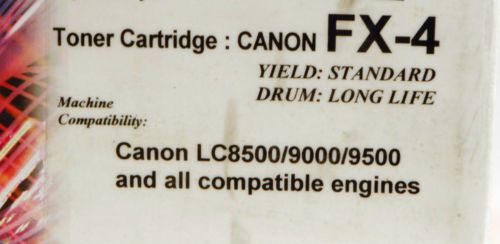 Toner Cartridge : CANON FX-4
YIELD: STANDARD
DRUM: LONG LIFE
Machine
Compatibility:
Canon LC8500/9000/9500
and all compatible engines